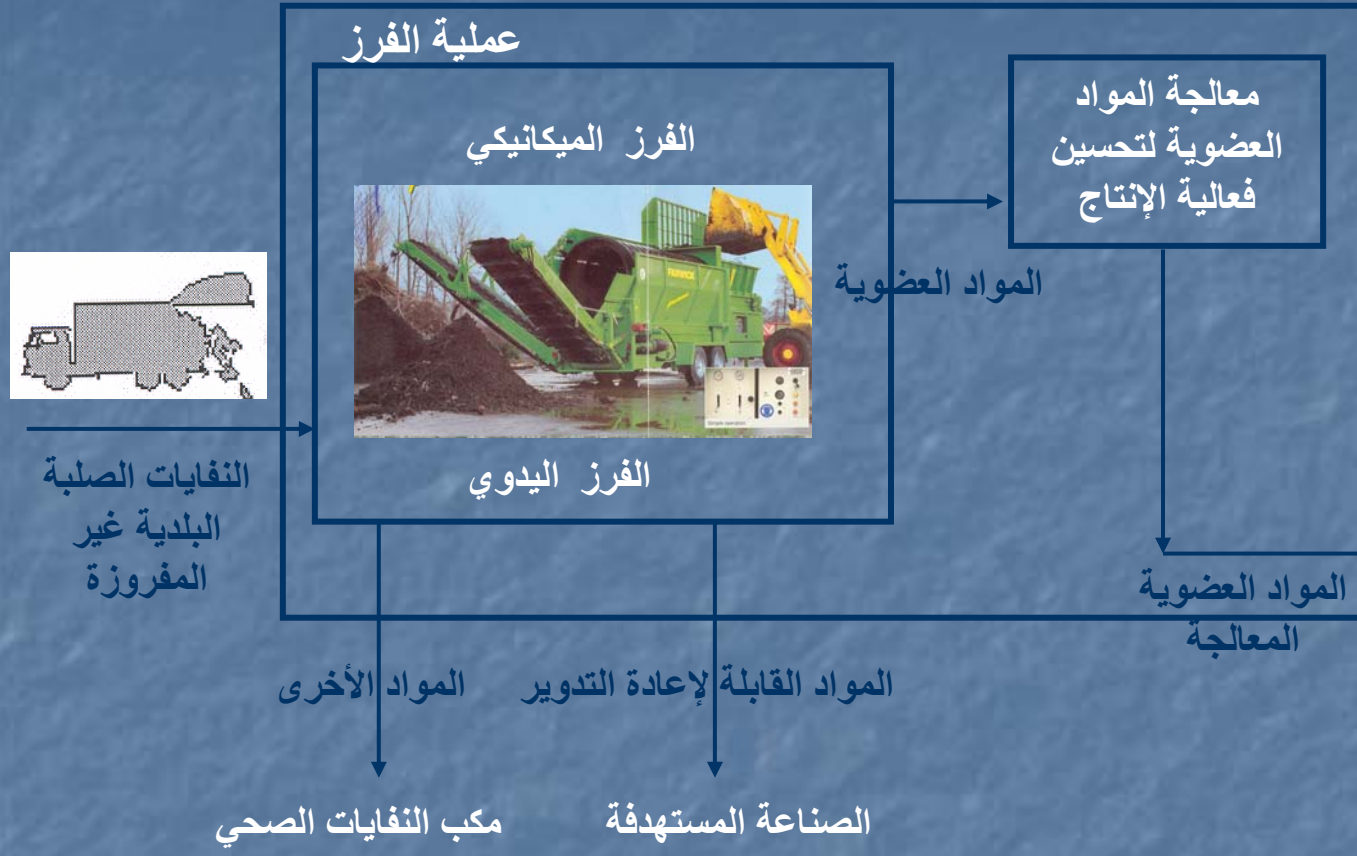 عملية الفرز
الفرز الميكانيكي
معالجة المواد
العضوية لتحسين
فعالية الإنتاج
المواد العضوية
الفرز اليدوي
النفايات الصلبة
البلدية غير
المفروزة
المواد العضوية
المعالجة
المواد الأخرى
المواد القابلة لإعادة التدوير
مكب النفايات الصحي
الصناعة المستهدفة